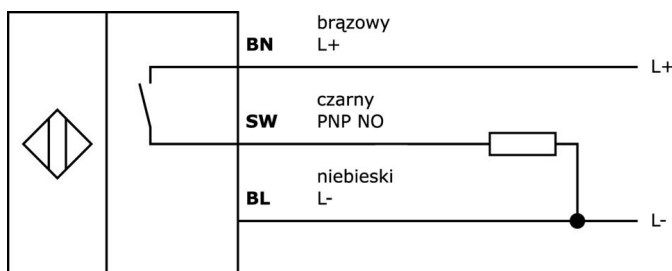 brązowy
BN L+
L+
czarny
SW PNP NO
niebieski
BL L-
L-